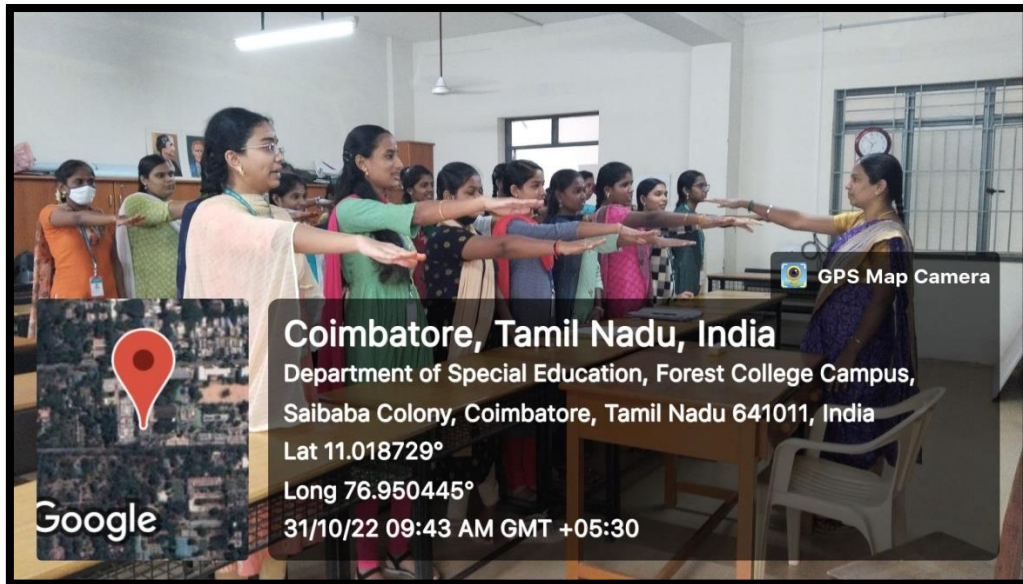 GPS Map Camera
Coimbatore, Tamil Nadu, India
Department of Special Education, Forest College Campus,
Saibaba Colony, Coimbatore, Tamil Nadu 641011, India
Lat 11.018729°
Long 76.950445°
31/10/22 09:43 AM GMT +05:30
Google